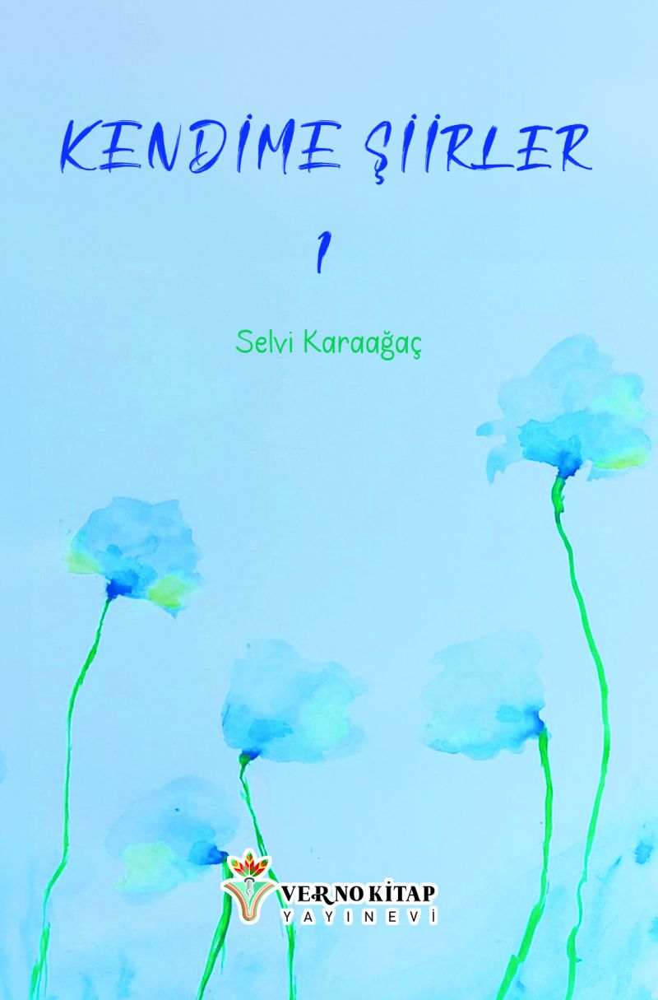 KENDİME ŞİİRLER
1
Selvi Karaağaç
VERNO KİTAP
YAYINEVİ